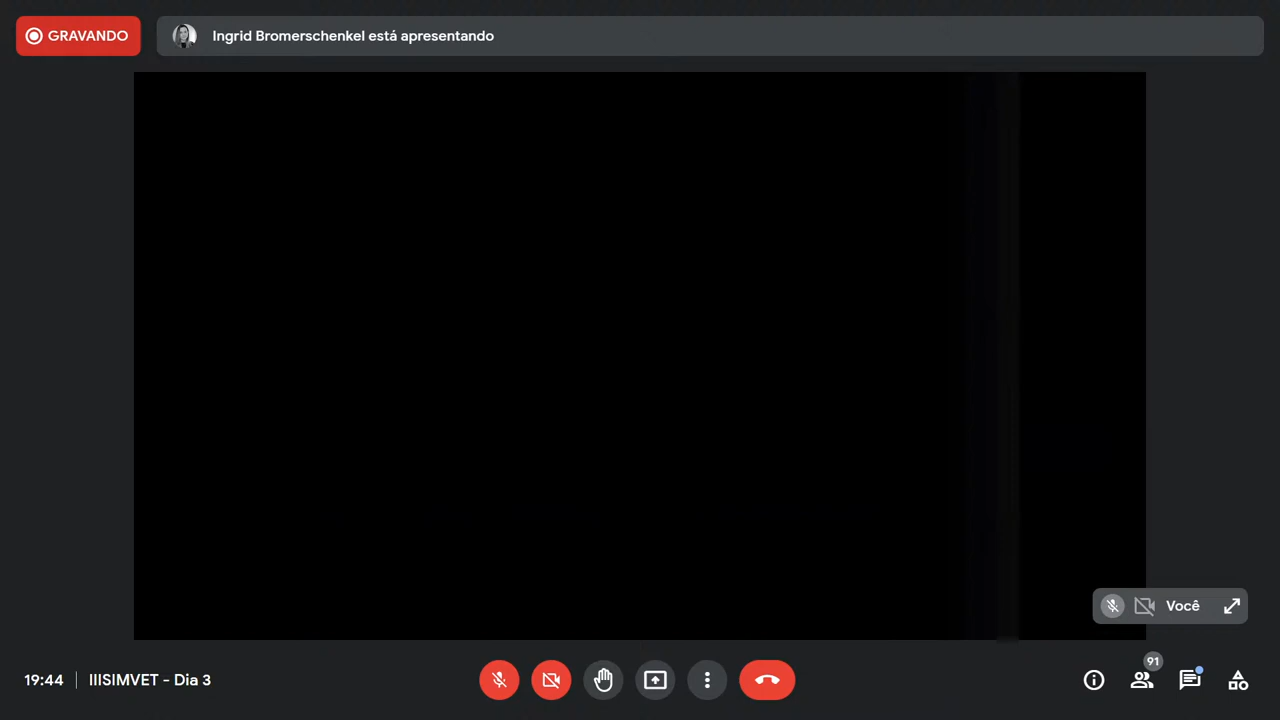 GRAVANDO
Ingrid Bromerschenkel está apresentando
Você
91
19:44
IIISIMVET - Dia 3